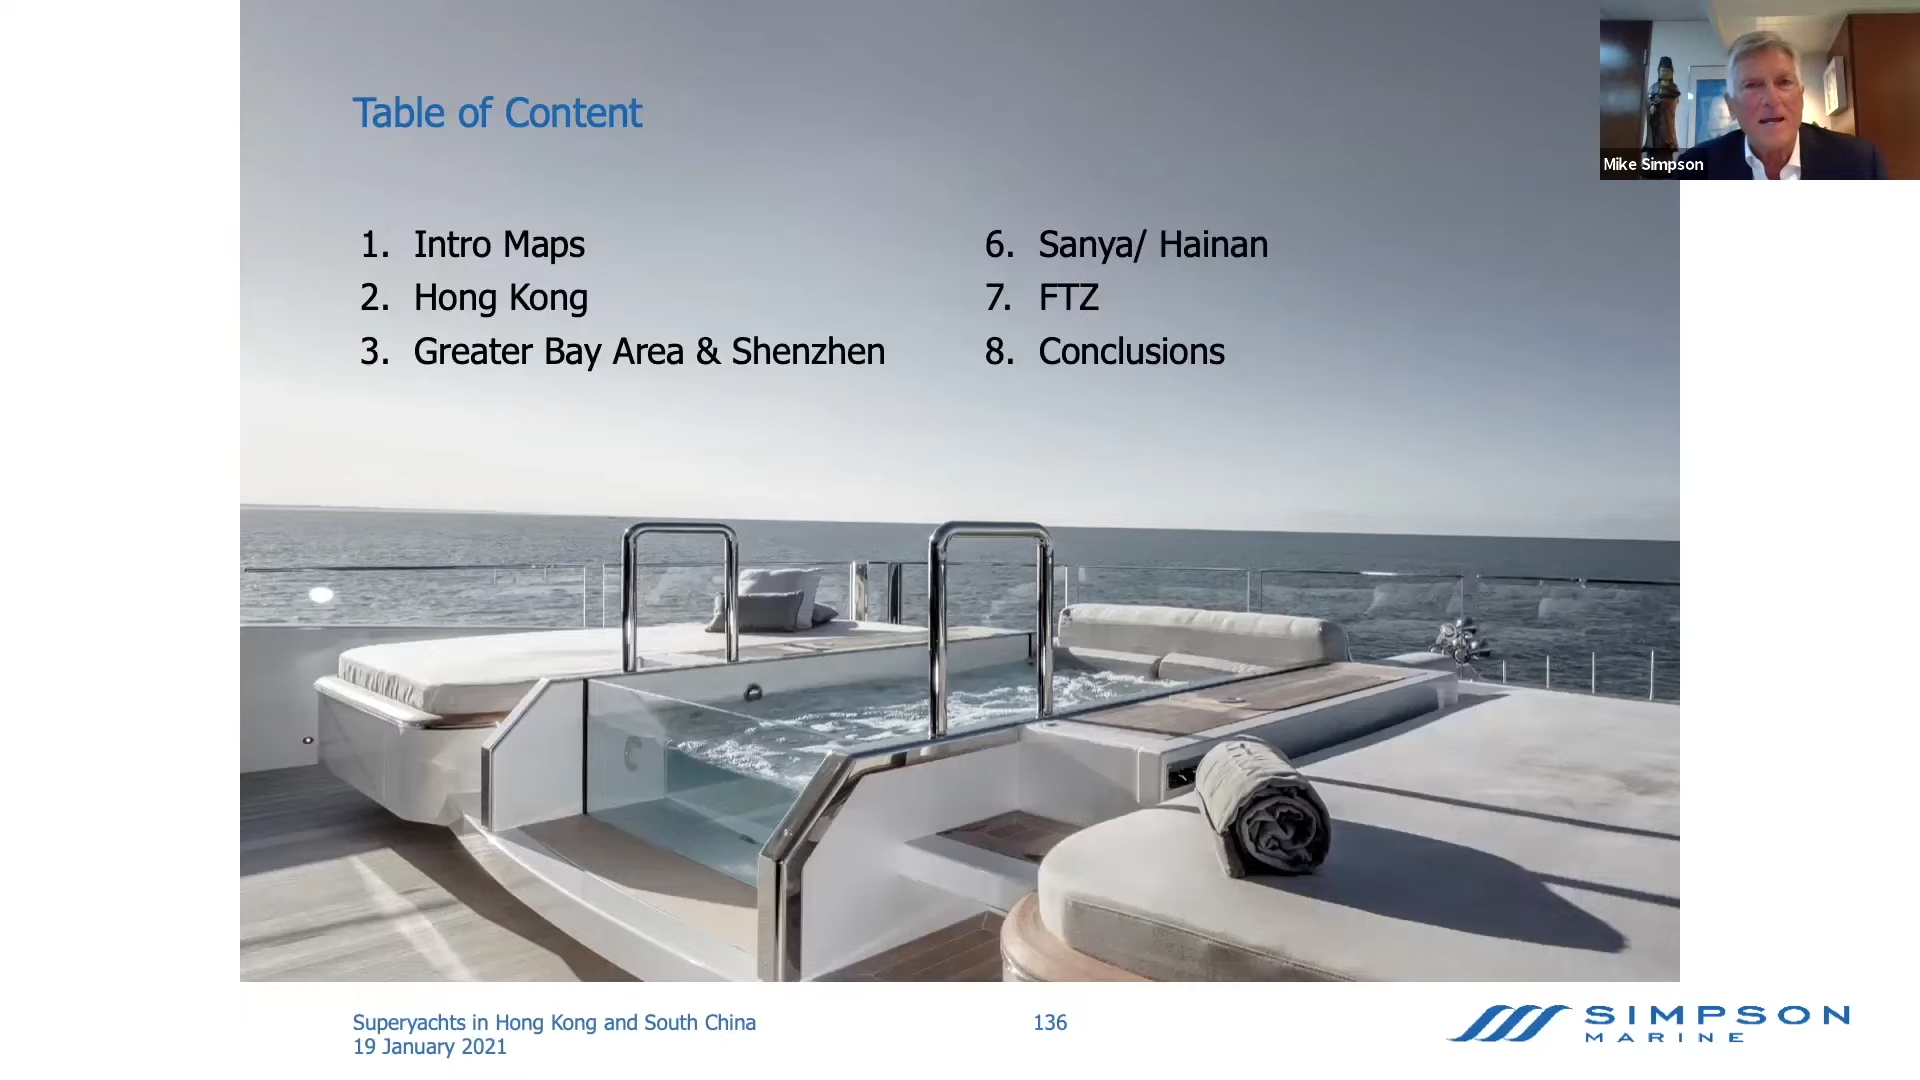 Table of Content
1. Intro Maps
2. Hong Kong
3. Greater Bay Area & Shenzhen
6. Sanya/ Hainan
7. FTZ
8. Conclusions
Mike Simpson
Superyachts in Hong Kong and South China
19 January 2021
136
SIMPSON
MARINE